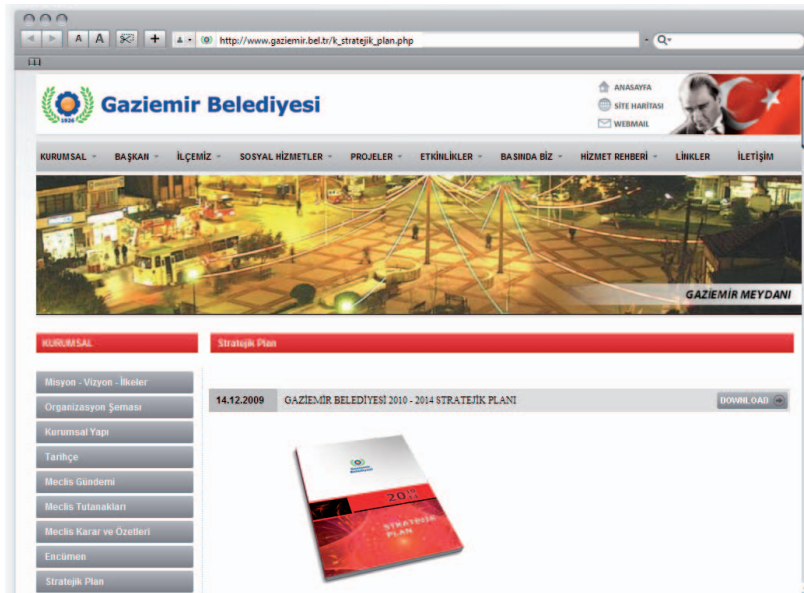 A A +
http://www.gaziemir.bel.tr/k_stratejik_plan.php
1926
Gaziemir Belediyesi
ANASAYFA
SİTE HARİTASI
WEBMAIL
KURUMSAL BAŞKAN İLÇEMİZ SOSYAL HİZMETLER PROJELER ETKİNLİKLER BASINDA BİZ HİZMET REHBERİ LİNKLER İLETİŞİM
GAZİEMİR MEYDANI
KURUMSAL
Stratejik Plan
Misyon - Vizyon - İlkeler
Organizasyon Şeması
Kurumsal Yapı
Tarihçe
Meclis Gündemi
Meclis Tutanakları
Meclis Karar ve Özetleri
Encümen
Stratejik Plan
14.12.2009 GAZİEMİR BELEDİYESİ 2010 - 2014 STRATEJİK PLANI DOWNLOAD
Gaziemir
Belediyesi
STRATEJİK
PLAN